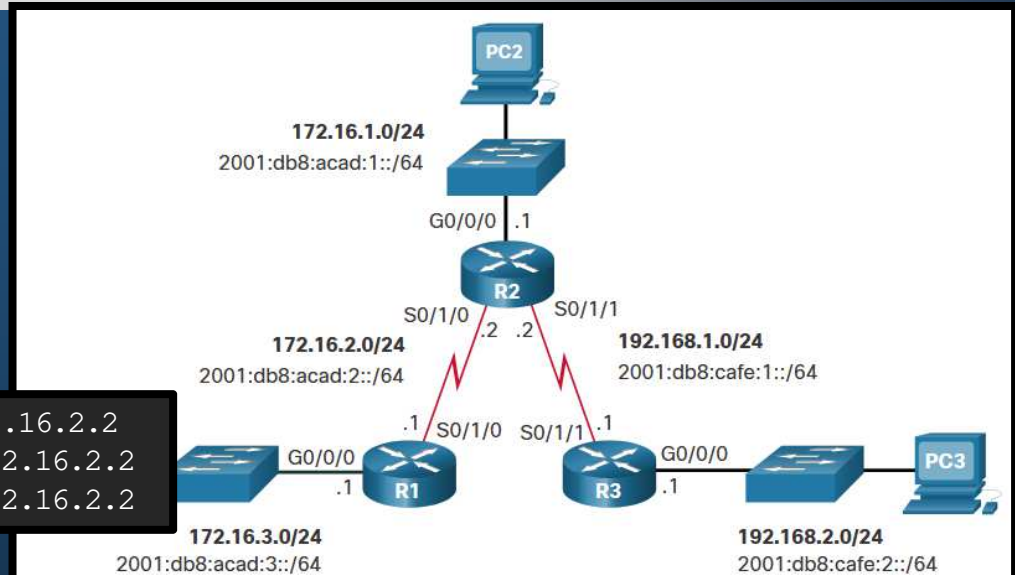 PC2
172.16.1.0/24
2001:db8:acad:1::/64
G0/0/0 .1
R2
S0/1/0 .2 .2 S0/1/1
172.16.2.0/24
2001:db8:acad:2::/64
192.168.1.0/24
2001:db8:cafe:1::/64
.16.2.2
2.16.2.2
2.16.2.2
.1 S0/1/0 S0/1/1 .1
G0/0/0 .1 R1 R3 G0/0/0 .1 PC3
172.16.3.0/24
2001:db8:acad:3::/64
192.168.2.0/24
2001:db8:cafe:2::/64